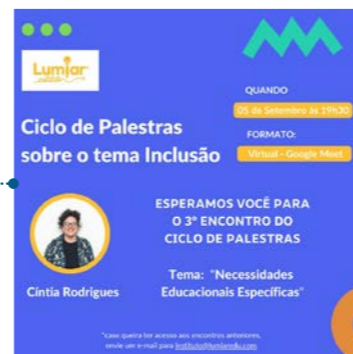 Lumiar
QUANDO
05 de Setembro às 19h30
Ciclo de Palestras
sobre o tema Inclusão
FORMATO:
Virtual - Google Meet
ESPERAMOS VOCÊ PARA
O 3º ENCONTRO DO
CICLO DE PALESTRAS
Tema: "Necessidades
Educacionais Específicas"
Cíntia Rodrigues
*caso queira ter acesso aos encontros anteriores,
envie um e-mail para